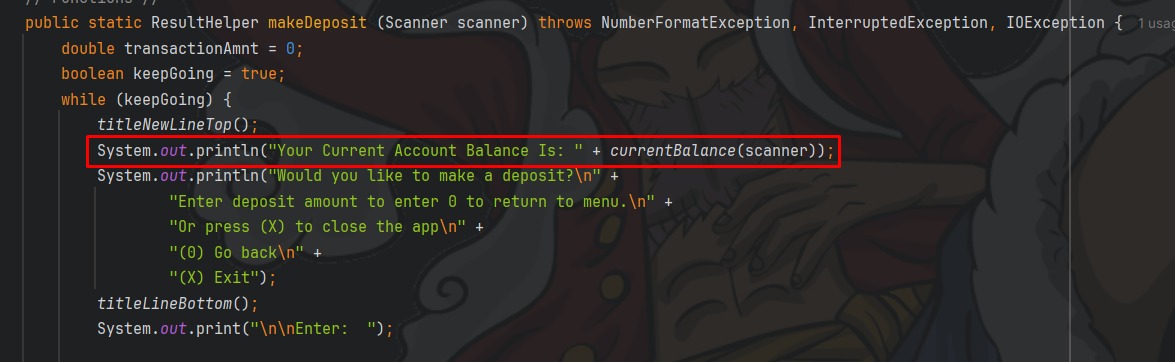 // Functions //
public static ResultHelper makeDeposit (Scanner scanner) throws NumberFormatException, InterruptedException, IOException { 1 usag
double transactionAmnt = 0;
boolean keepGoing = true;
while (keepGoing) {
titleNewLineTop();
System.out.println("Your Current Account Balance Is: " + currentBalance(scanner));
System.out.println("Would you like to make a deposit?\n" +
"Enter deposit amount to enter 0 to return to menu.\n" +
"Or press (X) to close the app\n" +
"(0) Go back\n" +
"(X) Exit");
titleLineBottom();
System.out.print("\n\nEnter:  ");